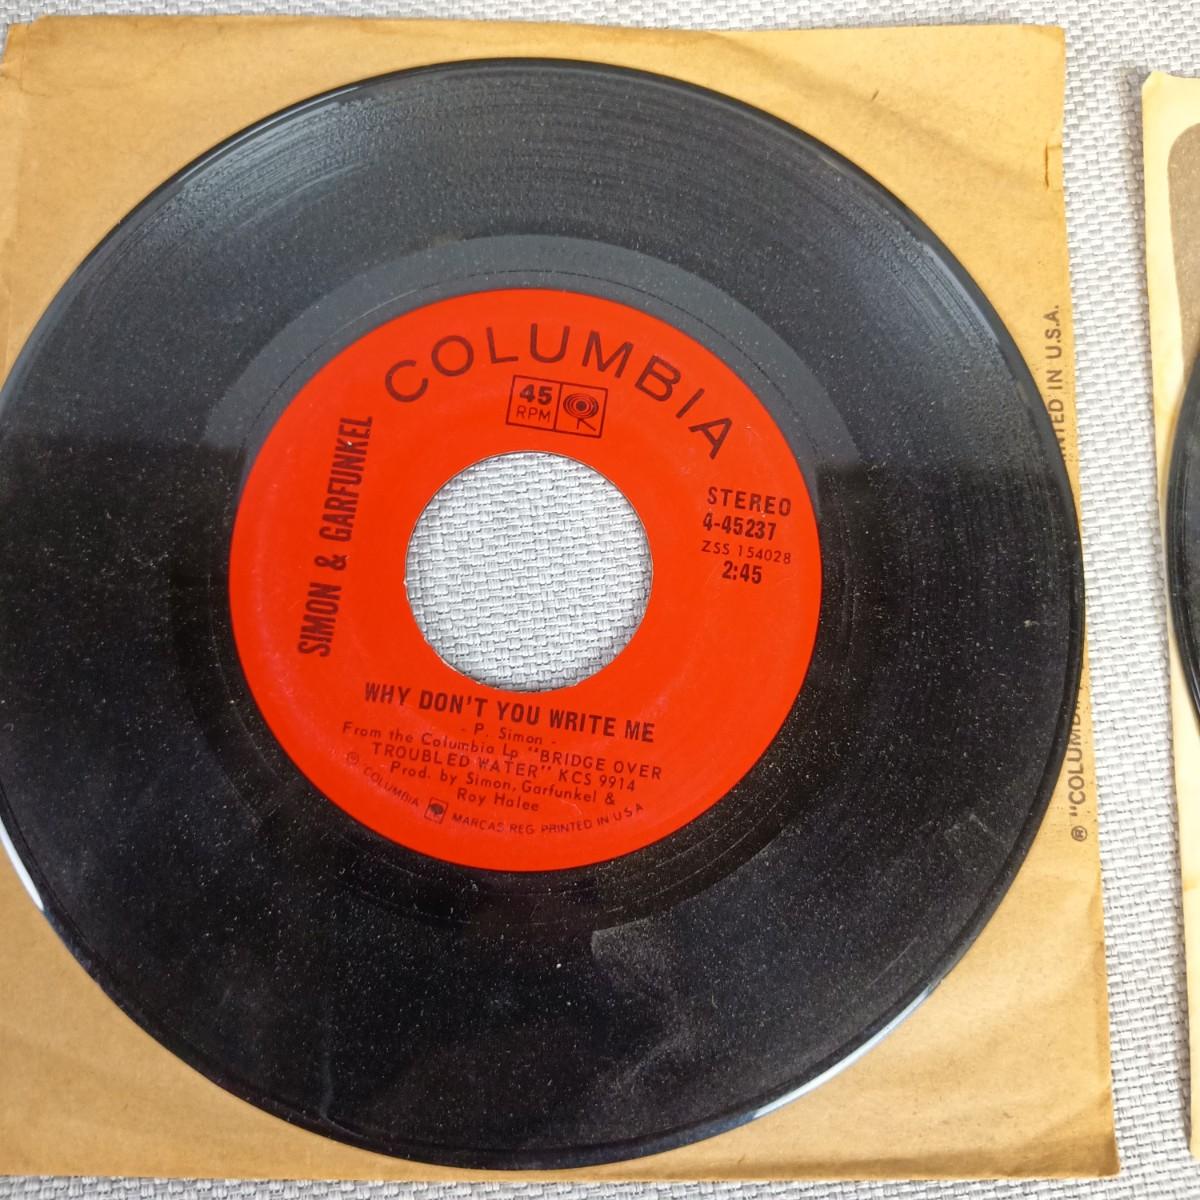 COLUMBIA
45
RPM
SIMON & GARFUNKEL
STEREO
4-45237
ZSS 154028
2:45
WHY DON'T YOU WRITE ME
- P. Simon -
From the Columbia Lp "BRIDGE OVER
TROUBLED WATER" KCS 9914
Prod. by Simon, Garfunkel &
Roy Halee
® "COLUMBIA MARCAS REG PRINTED IN U S A
® "COLUMB
NTED IN U.S.A.